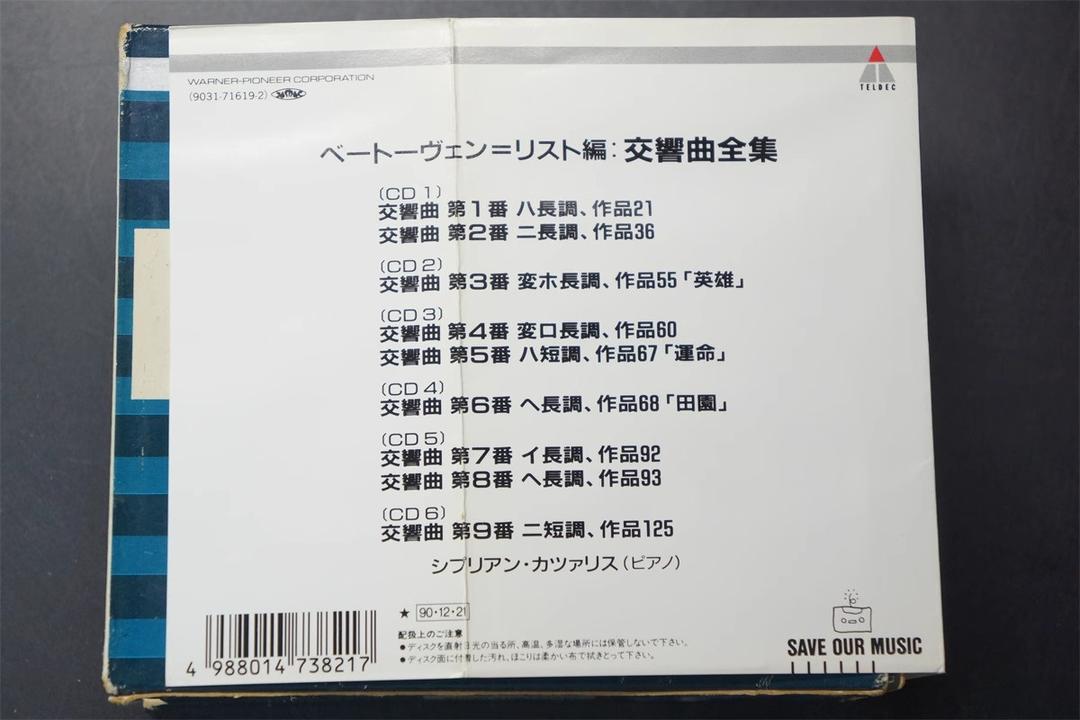 WARNER-PIONEER CORPORATION
(9031-71619-2)
TELDEC
ベートーヴェン=リスト編:交響曲全集
(CD 1)
交響曲 第1番 ハ長調、作品21
交響曲 第2番 ニ長調、作品36
(CD 2)
交響曲 第3番 変ホ長調、作品55「英雄」
(CD 3)
交響曲 第4番 変ロ長調、作品60
交響曲 第5番 ハ短調、作品67「運命」
(CD 4)
交響曲 第6番 ヘ長調、作品68「田園」
(CD 5)
交響曲 第7番 イ長調、作品92
交響曲 第8番 ヘ長調、作品93
(CD 6)
交響曲 第9番 ニ短調、作品125
シプリアン・カツァリス(ピアノ)
★ 90・12・21
配扱上のご注意
●ディスクを直射日光の当る所、高温、多湿な場所には保管しないで下さい。
●ディスク面に付着した汚れ、ほこりは柔かい布で拭きとって下さい。
4 988014 738217
SAVE OUR MUSIC